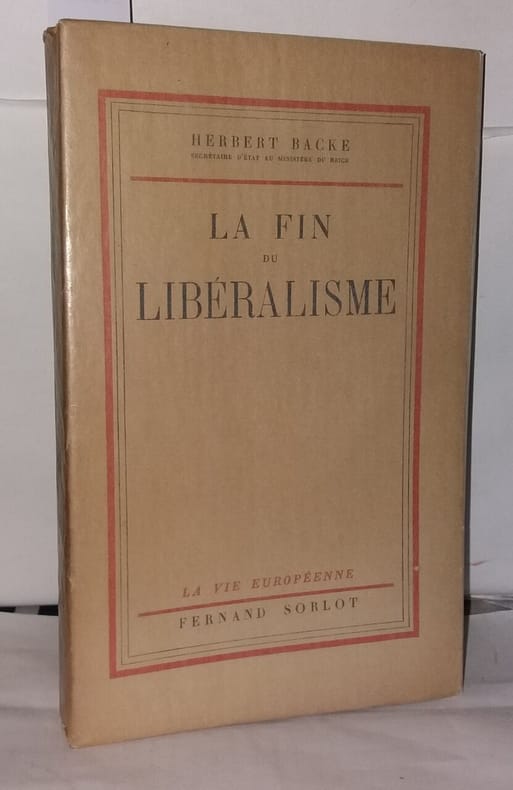 HERBERT BACKE
SECRÉTAIRE D'ÉTAT AU MINISTÈRE DU REICH
LA FIN
DU
LIBÉRALISME
LA VIE EUROPÉENNE
FERNAND SORLOT